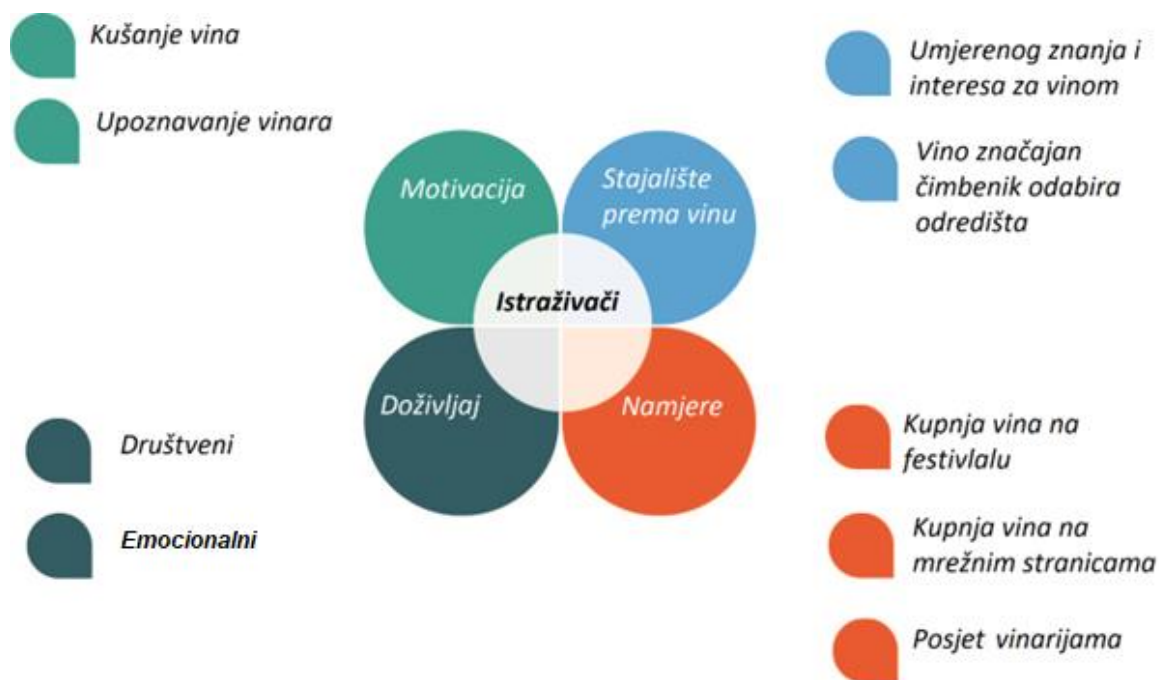 Kušanje vina
Upoznavanje vinara
Umjerenog znanja i
interesa za vinom
Vino značajan
čimbenik odabira
odredišta
Motivacija
Stajalište
prema vinu
Istraživači
Doživljaj
Namjere
Društveni
Emocionalni
Kupnja vina na
festivlalu
Kupnja vina na
mrežnim stranicama
Posjet vinarijama